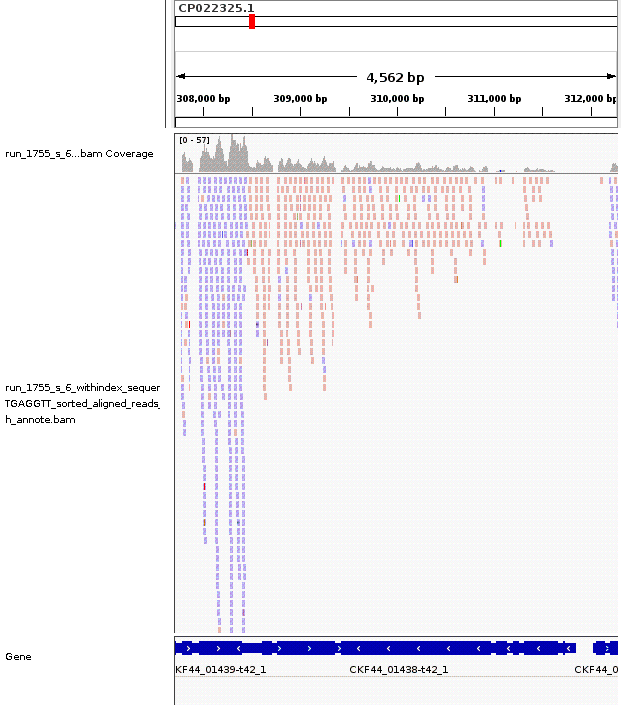 CP022325.1
4,562 bp
308,000 bp 309,000 bp 310,000 bp 311,000 bp 312,000 bp
[0 - 57]
run_1755_s_6...bam Coverage
run_1755_s_6_withindex_sequer
TGAGGTT_sorted_aligned_reads_
h_annote.bam
Gene
KF44_01439-t42_1 CKF44_01438-t42_1 CKF44_0